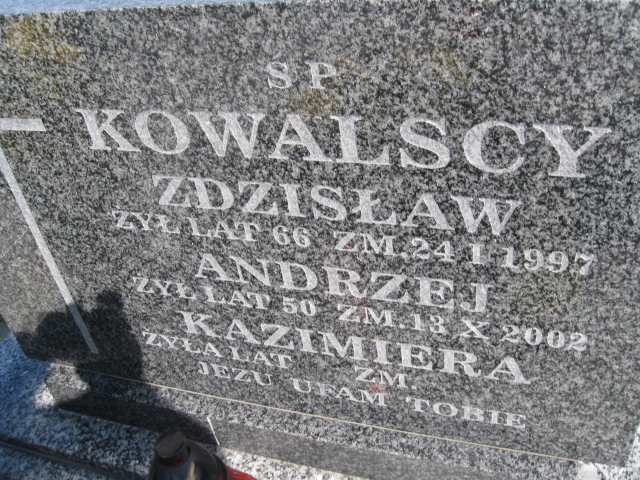 ŚP
KOWALSCY
ZDZISŁAW
ŻYŁ LAT 66 ZM. 24 I 1997
ANDRZEJ
ŻYŁ LAT 50 ZM. 13 X 2002
KAZIMIERA
ŻYŁA LAT ZM.
JEZU UFAM TOBIE